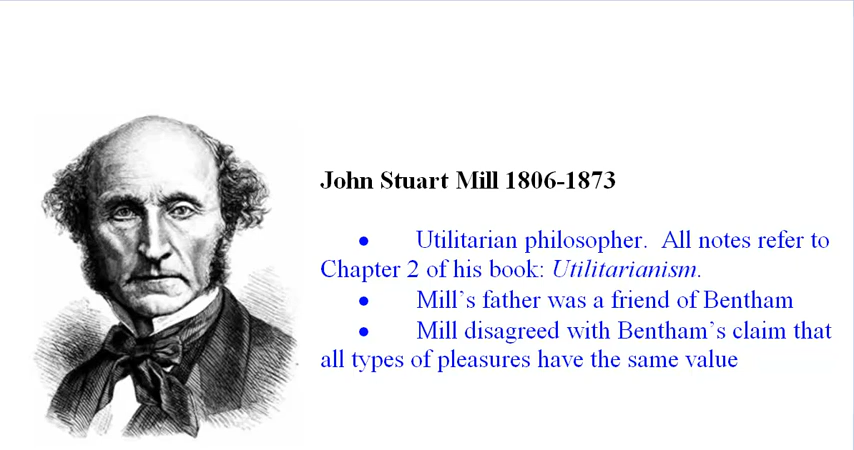 John Stuart Mill 1806-1873
• Utilitarian philosopher.  All notes refer to
Chapter 2 of his book: Utilitarianism.
• Mill’s father was a friend of Bentham
• Mill disagreed with Bentham’s claim that
all types of pleasures have the same value